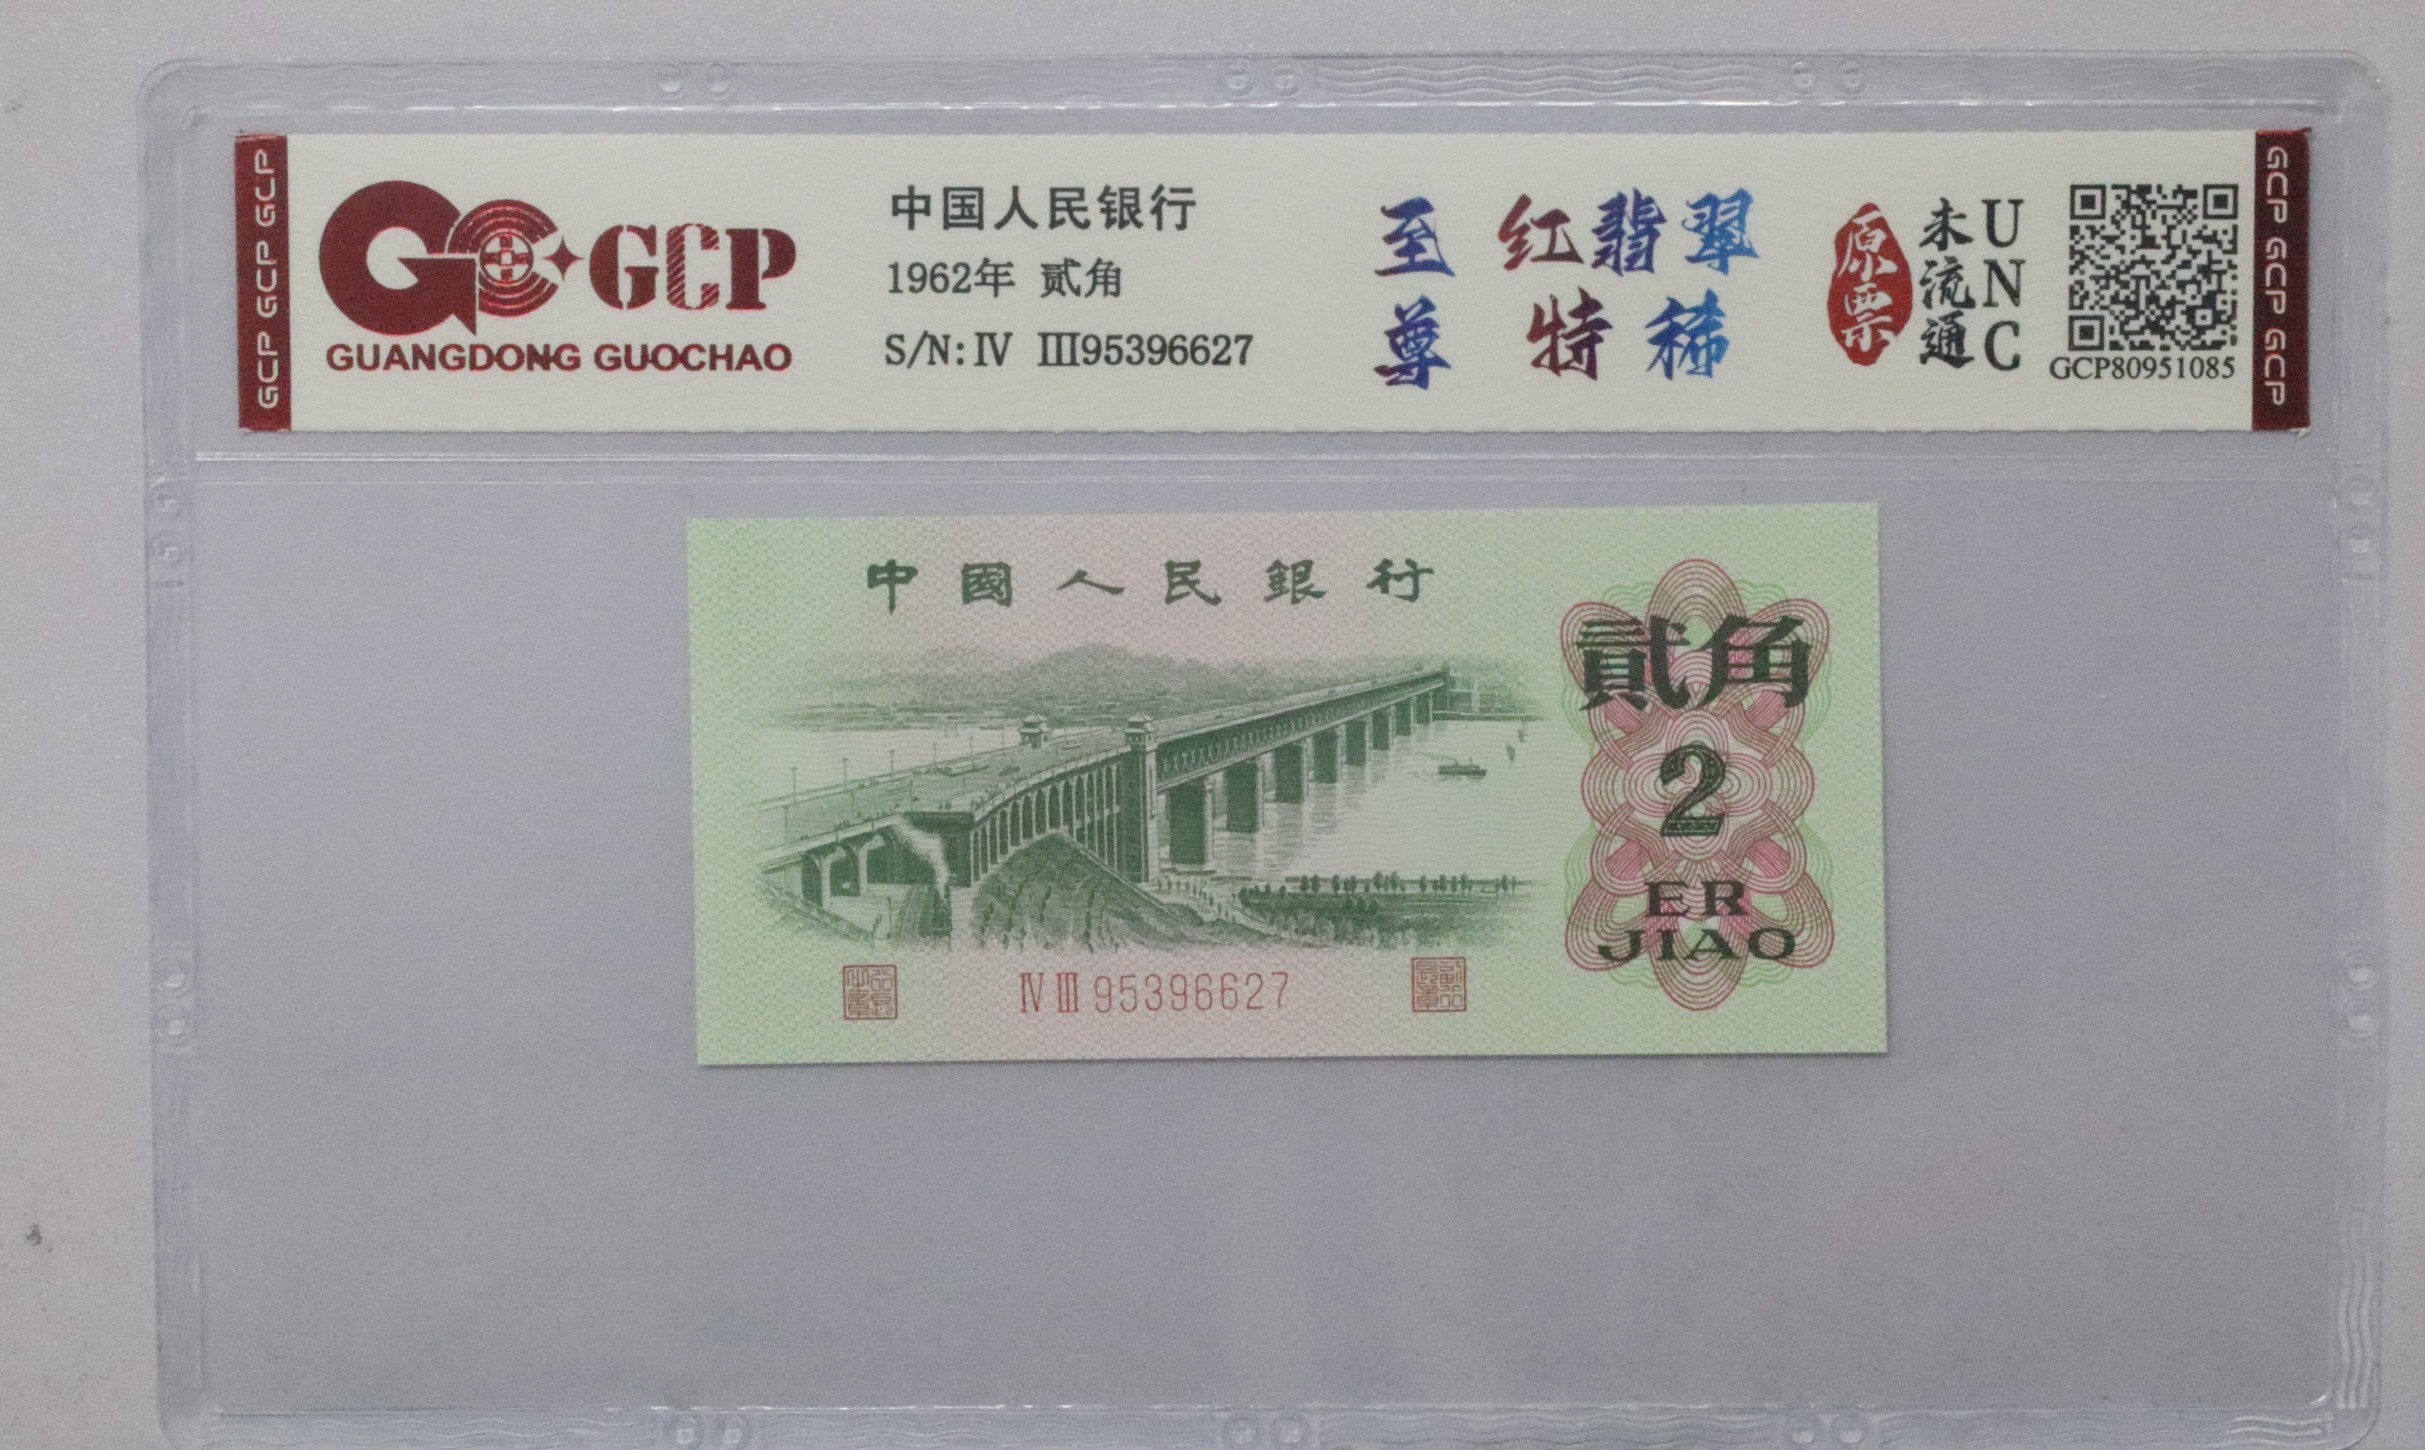 GCP GCP GCP
GCP
GUANGDONG GUOCHAO
中国人民银行
1962年 贰角
S/N: Ⅳ Ⅲ95396627
至尊
红翡翠
特稀
原票
未流通
UNC
GCP80951085
GCP GCP GCP
中國人民銀行
貳角
2
ER
JIAO
Ⅳ Ⅲ 95396627